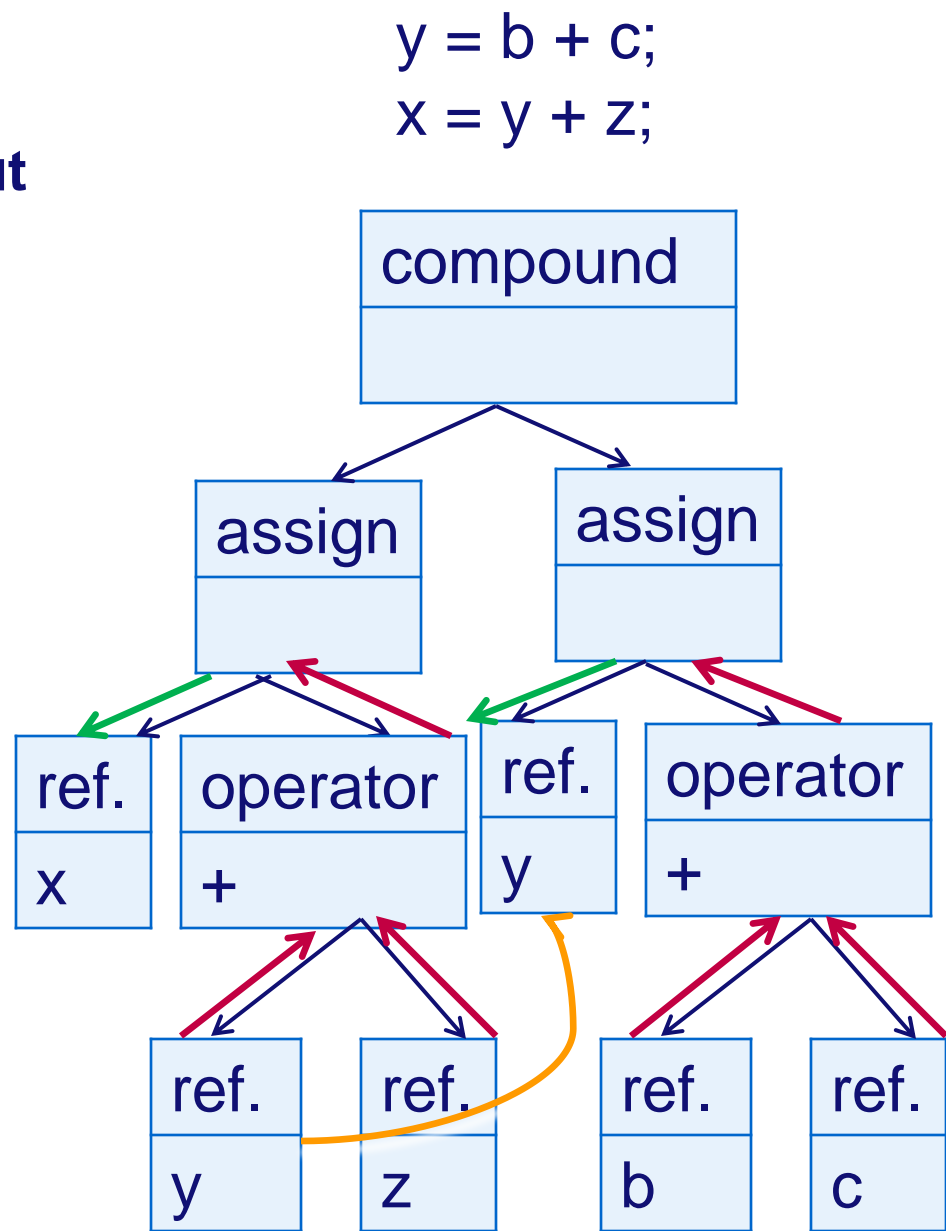 y = b + c;
x = y + z;
ut
compound
assign
assign
ref.
x
operator
+
ref.
y
operator
+
ref.
y
ref.
z
ref.
b
ref.
c